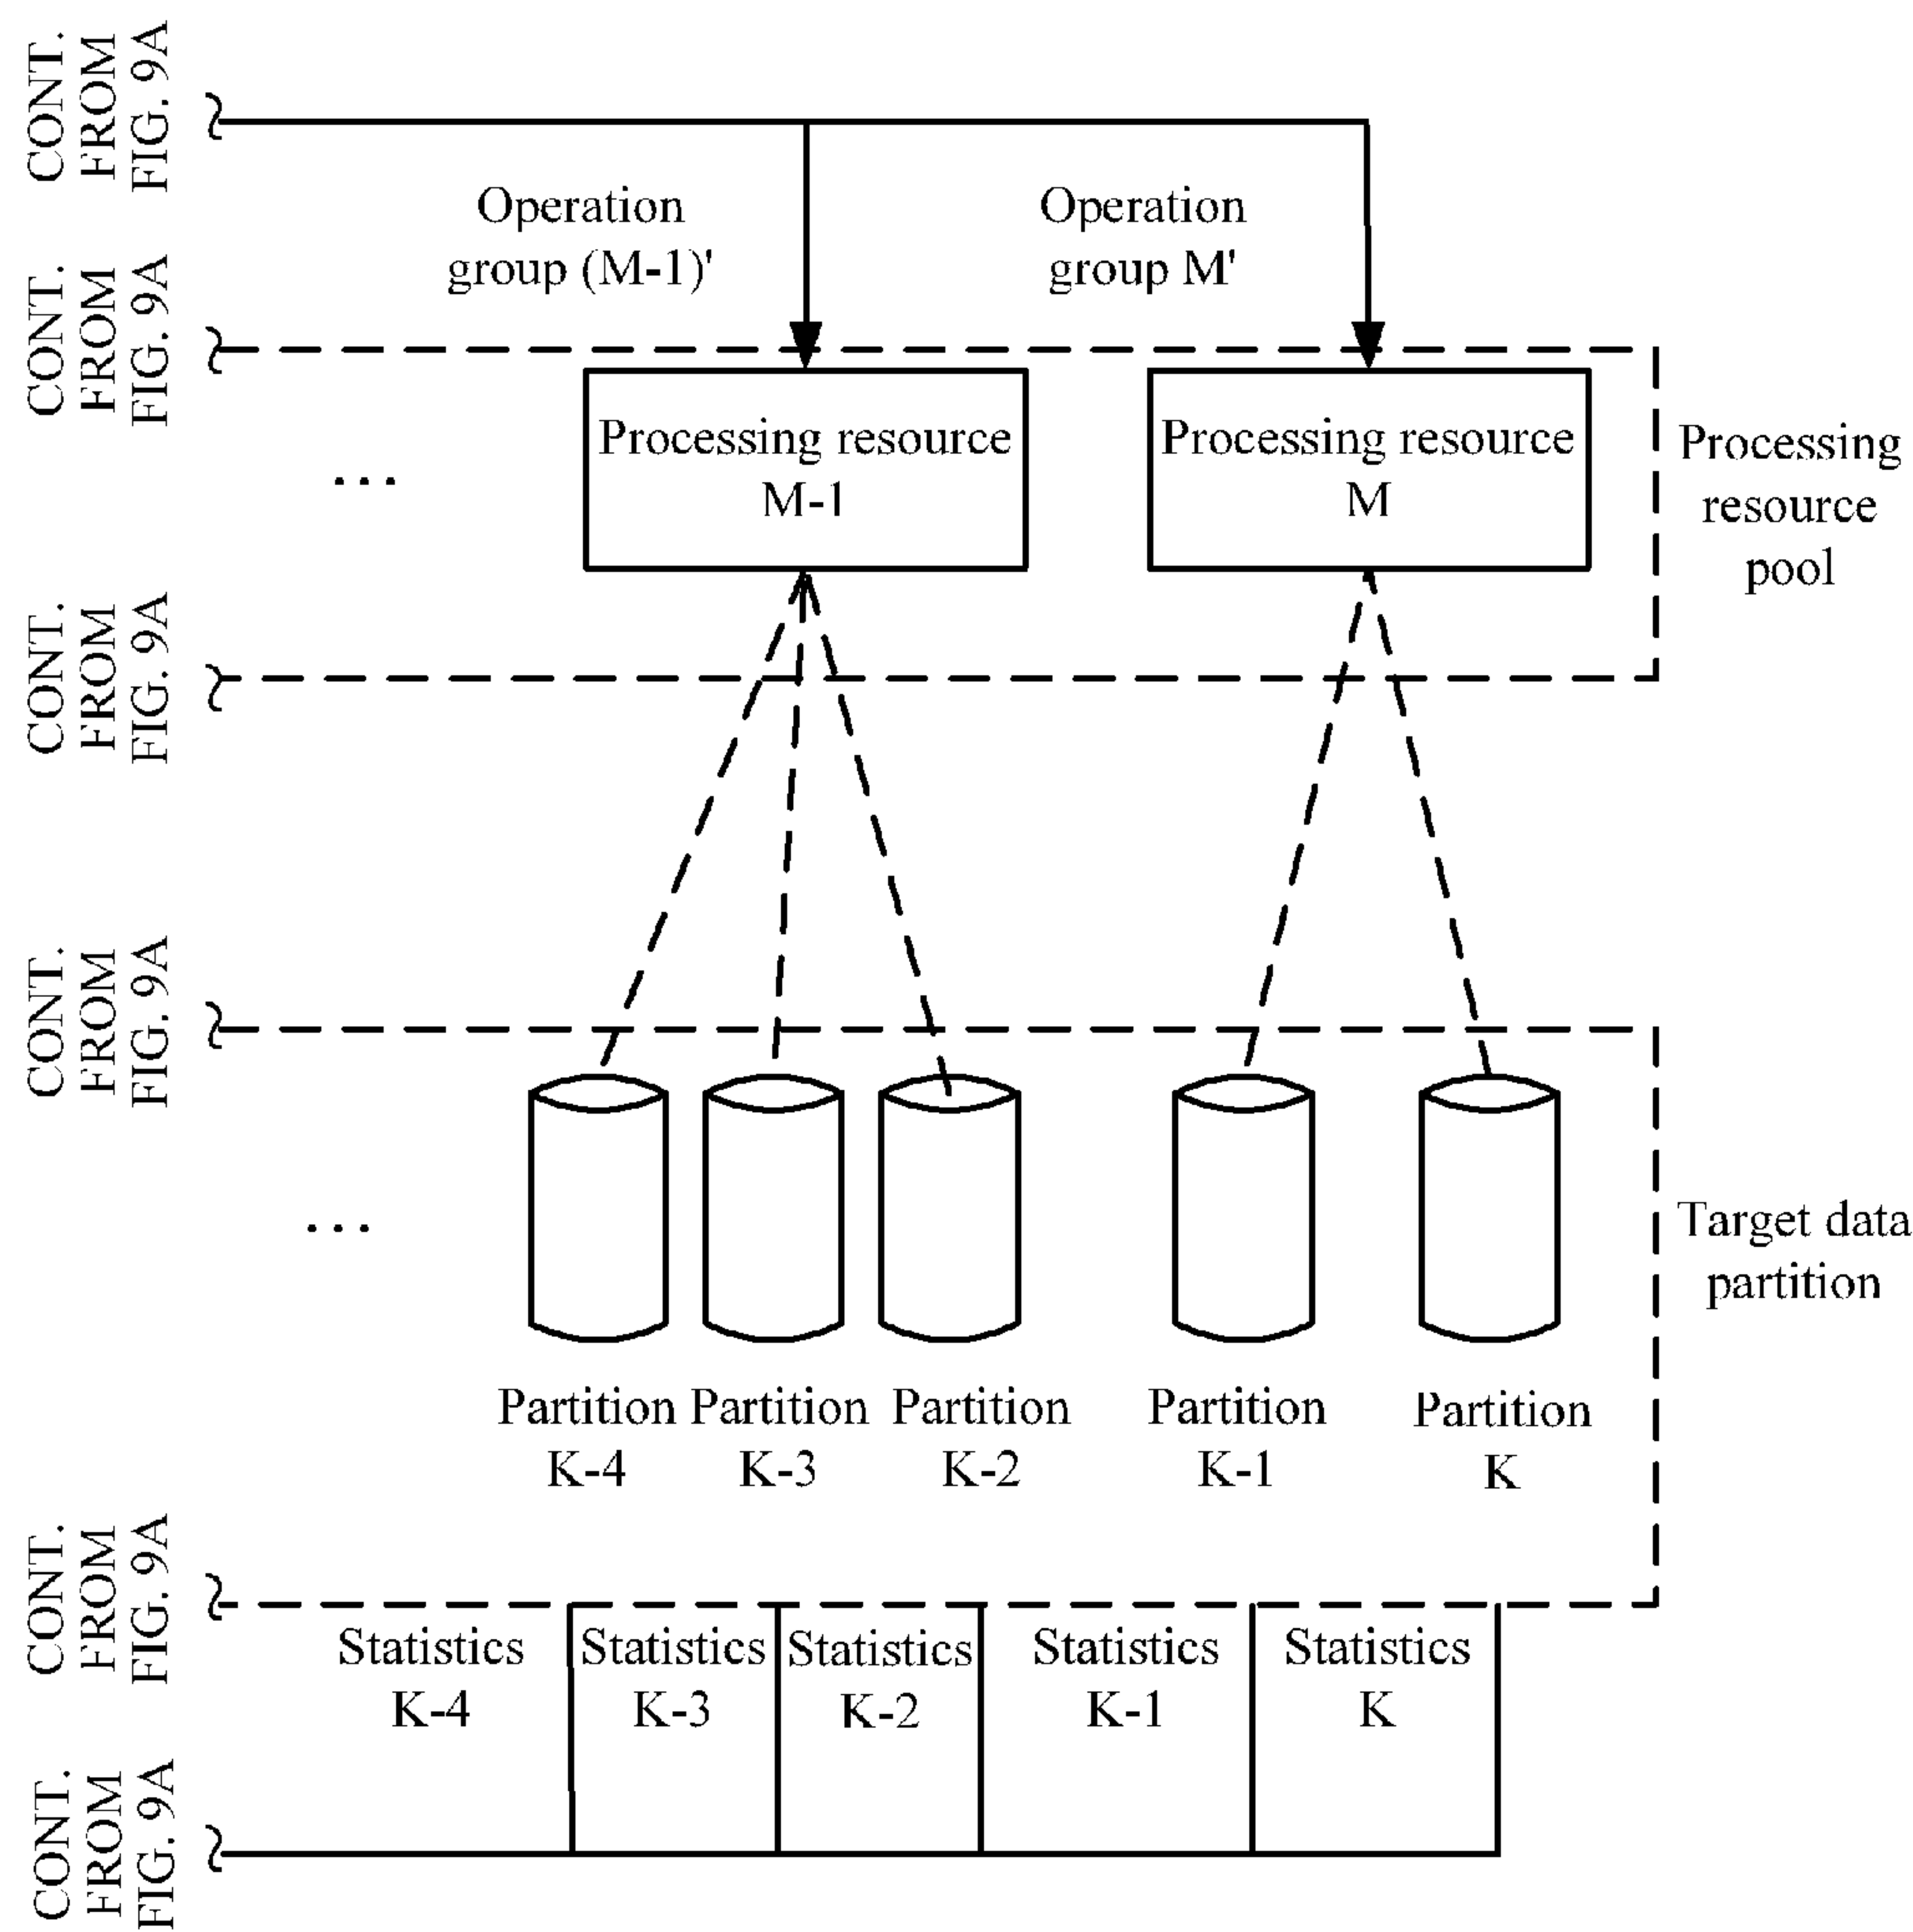 CONT.
FROM
FIG. 9A
Operation
group (M-1)'
Operation
group M'
CONT.
FROM
FIG. 9A
Processing resource
M-1
Processing resource
M
Processing
resource
pool
...
CONT.
FROM
FIG. 9A
CONT.
FROM
FIG. 9A
...
Target data
partition
Partition
K-4
Partition
K-3
Partition
K-2
Partition
K-1
Partition
K
CONT.
FROM
FIG. 9A
Statistics
K-4
Statistics
K-3
Statistics
K-2
Statistics
K-1
Statistics
K
CONT.
FROM
FIG. 9A